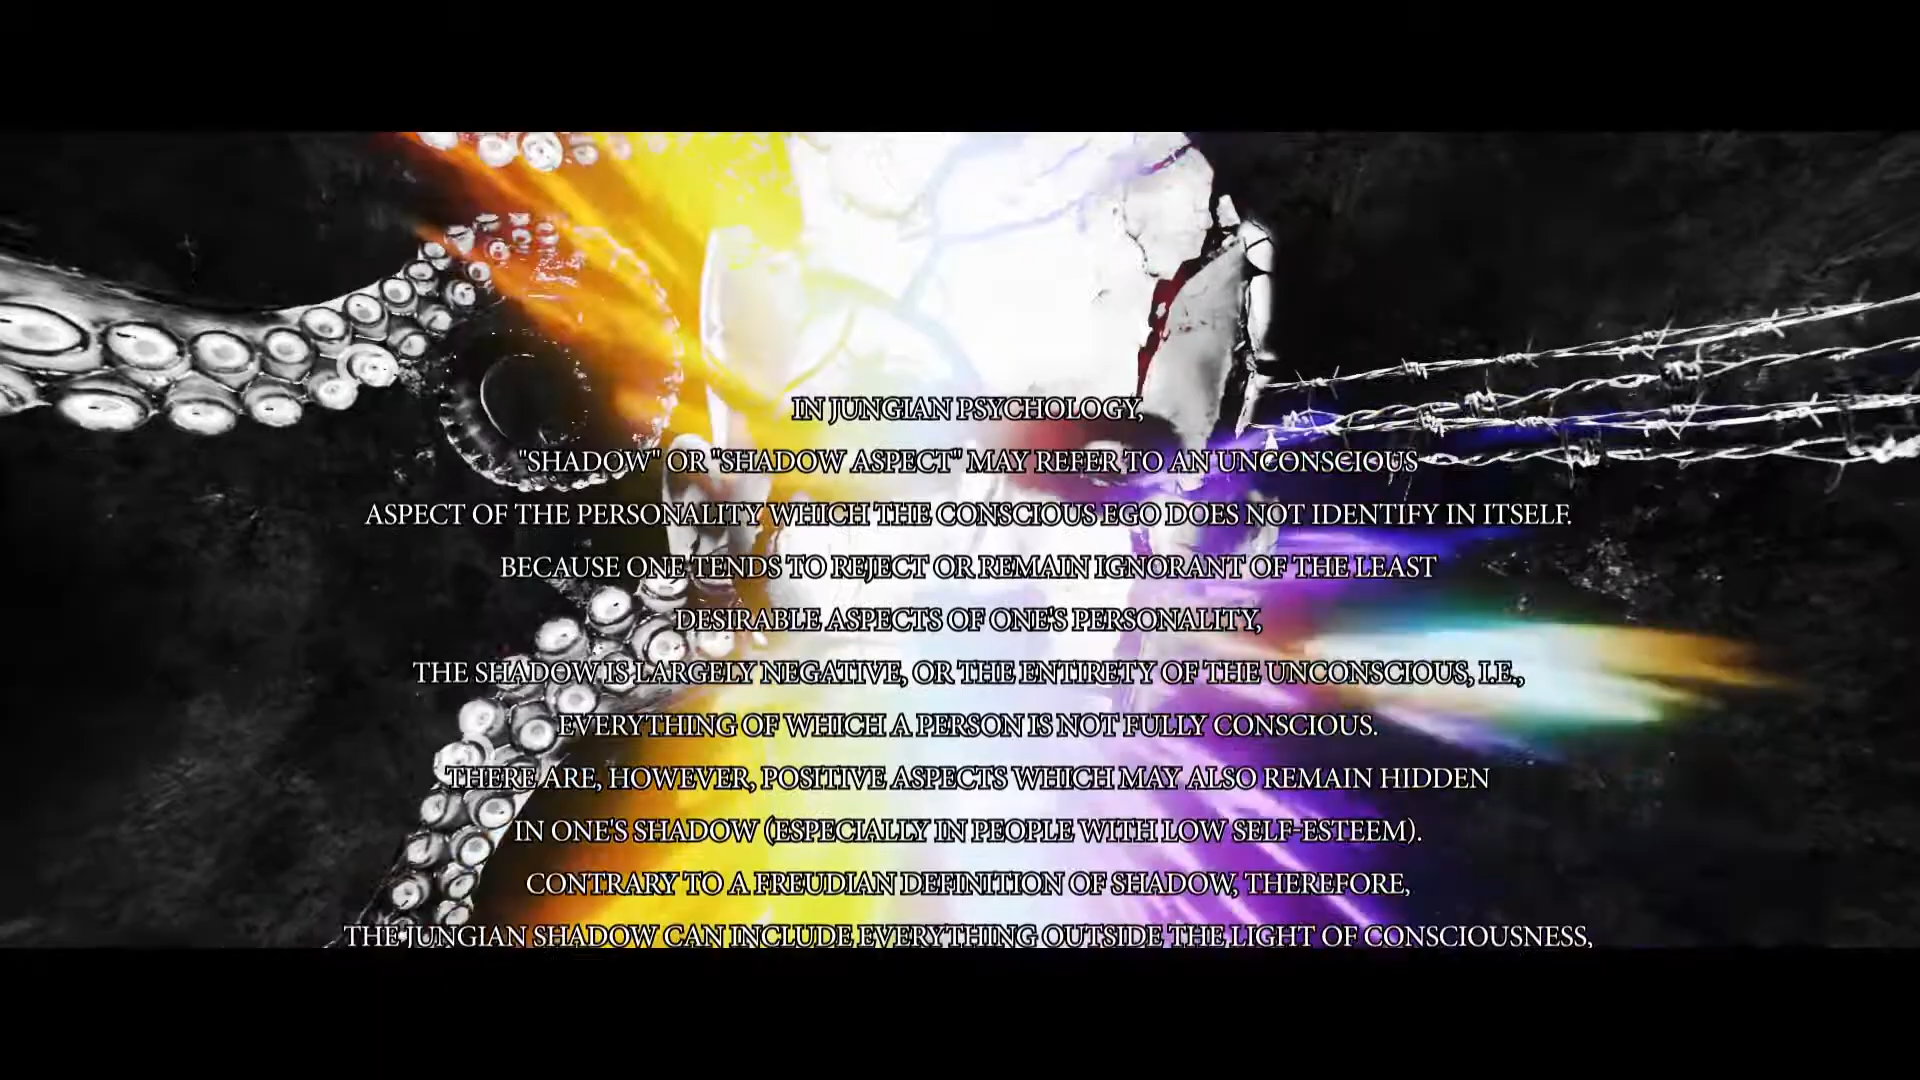 IN JUNGIAN PSYCHOLOGY,
"SHADOW" OR "SHADOW ASPECT" MAY REFER TO AN UNCONSCIOUS
ASPECT OF THE PERSONALITY WHICH THE CONSCIOUS EGO DOES NOT IDENTIFY IN ITSELF.
BECAUSE ONE TENDS TO REJECT OR REMAIN IGNORANT OF THE LEAST
DESIRABLE ASPECTS OF ONE'S PERSONALITY,
THE SHADOW IS LARGELY NEGATIVE, OR THE ENTIRETY OF THE UNCONSCIOUS, I.E.,
EVERYTHING OF WHICH A PERSON IS NOT FULLY CONSCIOUS.
THERE ARE, HOWEVER, POSITIVE ASPECTS WHICH MAY ALSO REMAIN HIDDEN
IN ONE'S SHADOW (ESPECIALLY IN PEOPLE WITH LOW SELF-ESTEEM).
CONTRARY TO A FREUDIAN DEFINITION OF SHADOW, THEREFORE,
THE JUNGIAN SHADOW CAN INCLUDE EVERYTHING OUTSIDE THE LIGHT OF CONSCIOUSNESS,